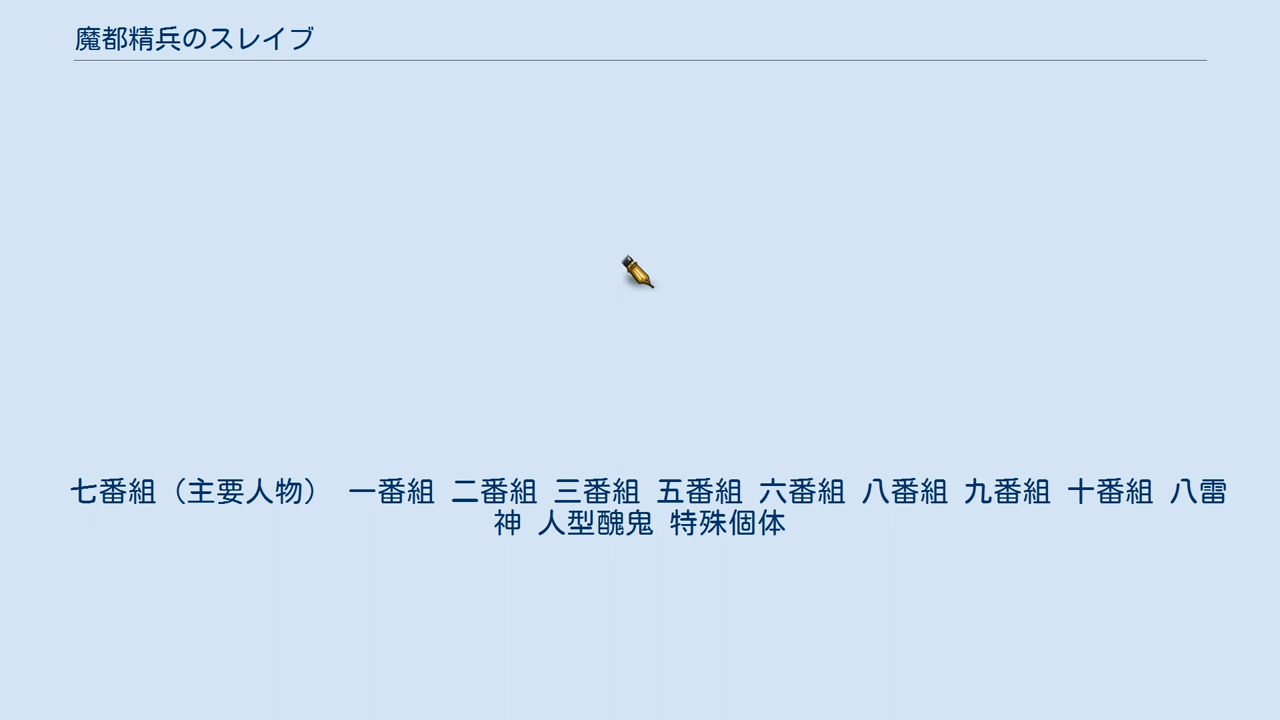 魔都精兵のスレイブ
七番組（主要人物） 一番組 二番組 三番組 五番組 六番組 八番組 九番組 十番組 八雷
神 人型醜鬼 特殊個体